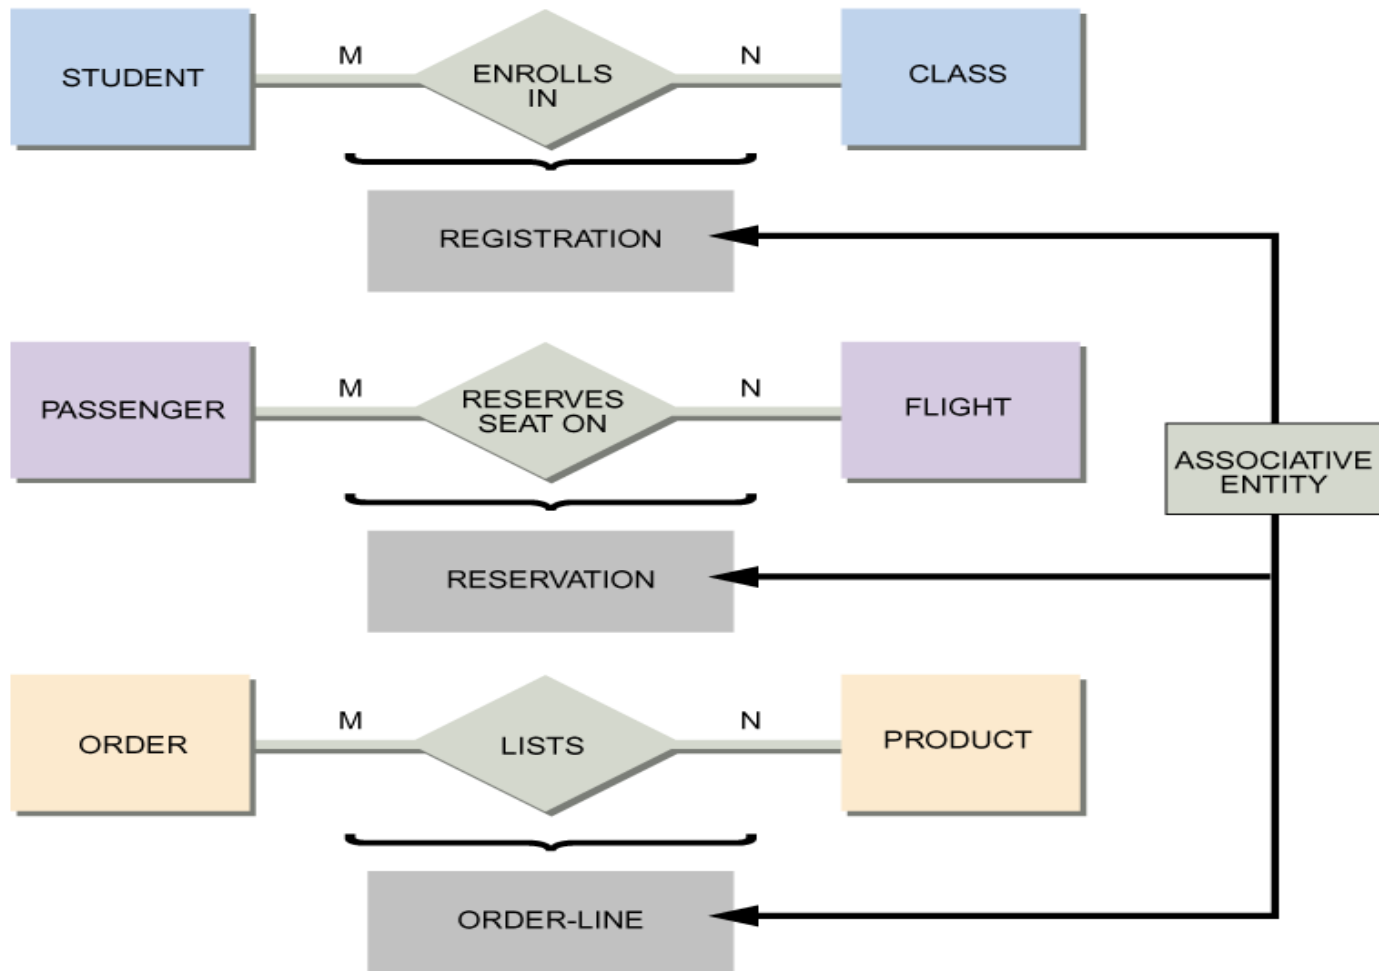 STUDENT
M
ENROLLS
IN
N
CLASS
REGISTRATION
PASSENGER
M
RESERVES
SEAT ON
N
FLIGHT
ASSOCIATIVE
ENTITY
RESERVATION
ORDER
M
LISTS
N
PRODUCT
ORDER-LINE